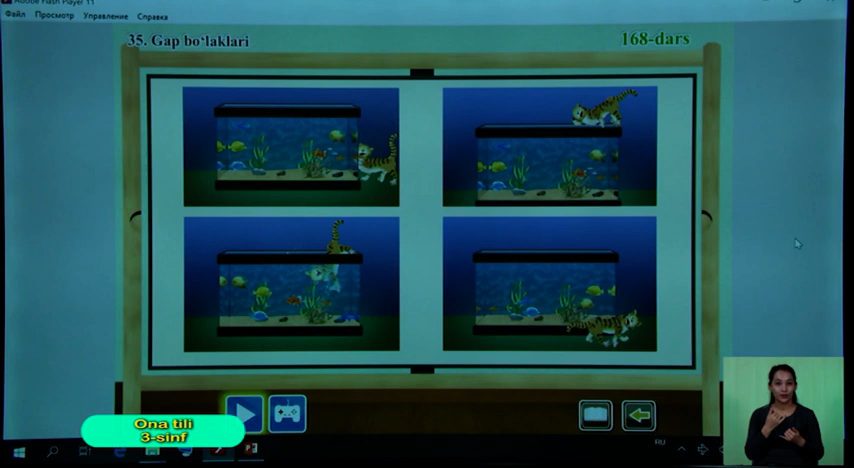 Adobe Flash Player 11
Файл Просмотр Управление Справка
35. Gap bo‘laklari
168-dars
Ona tili
3-sinf
RU